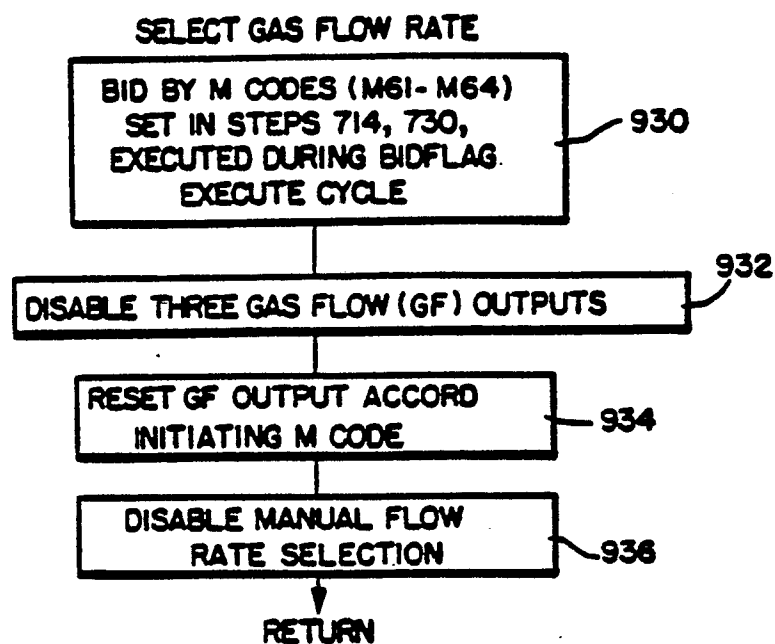 SELECT GAS FLOW RATE
BID BY M CODES (M61-M64)
SET IN STEPS 714, 730,
EXECUTED DURING BIDFLAG
EXECUTE CYCLE
930
932
DISABLE THREE GAS FLOW (GF) OUTPUTS
RESET GF OUTPUT ACCORD
INITIATING M CODE
934
DISABLE MANUAL FLOW
RATE SELECTION
936
RETURN